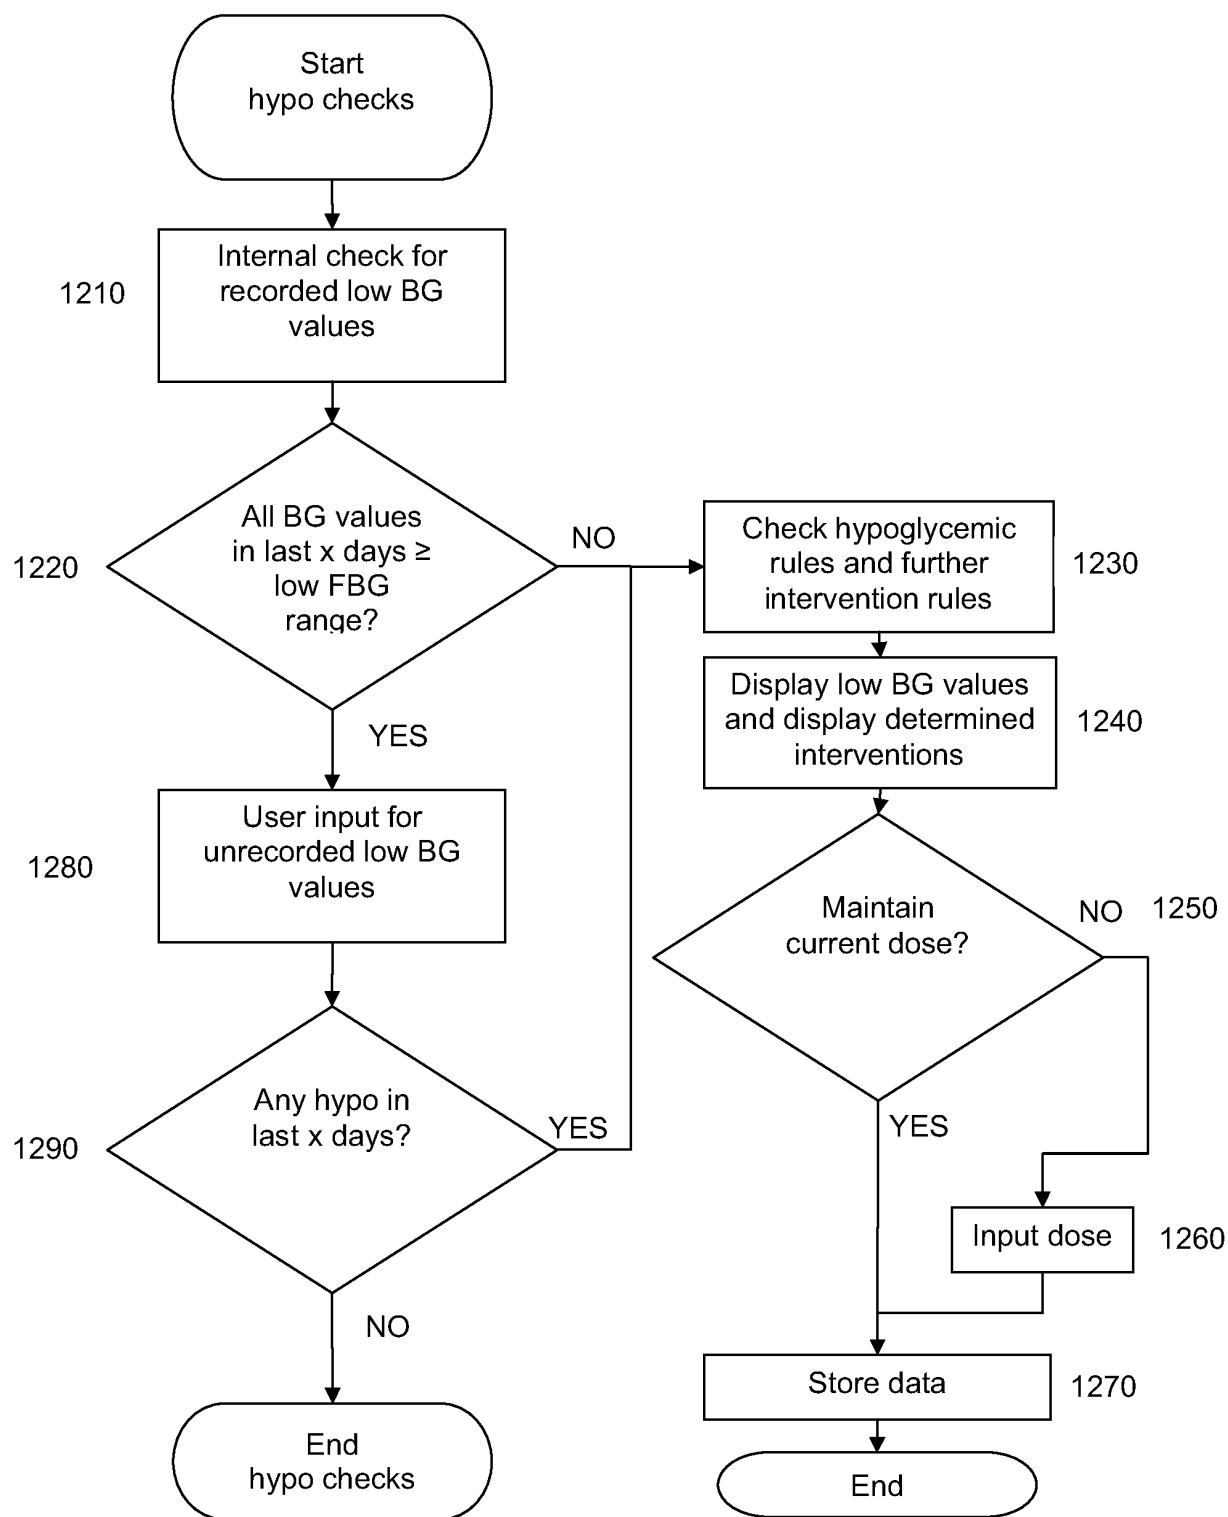 Start
hypo checks
Internal check for
recorded low BG
values
1210
All BG values
in last x days ≥
low FBG
range?
1220
NO
YES
Check hypoglycemic
rules and further
intervention rules
1230
Display low BG values
and display determined
interventions
1240
User input for
unrecorded low BG
values
1280
Maintain
current dose?
NO
1250
YES
Any hypo in
last x days?
1290
YES
NO
Input dose
1260
Store data
1270
End
hypo checks
End